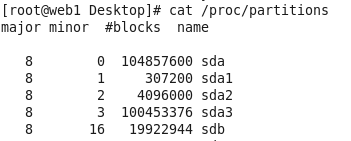 [root@web1 Desktop]# cat /proc/partitions
major minor  #blocks  name
   8        0  104857600 sda
   8        1     307200 sda1
   8        2    4096000 sda2
   8        3  100453376 sda3
   8       16   19922944 sdb